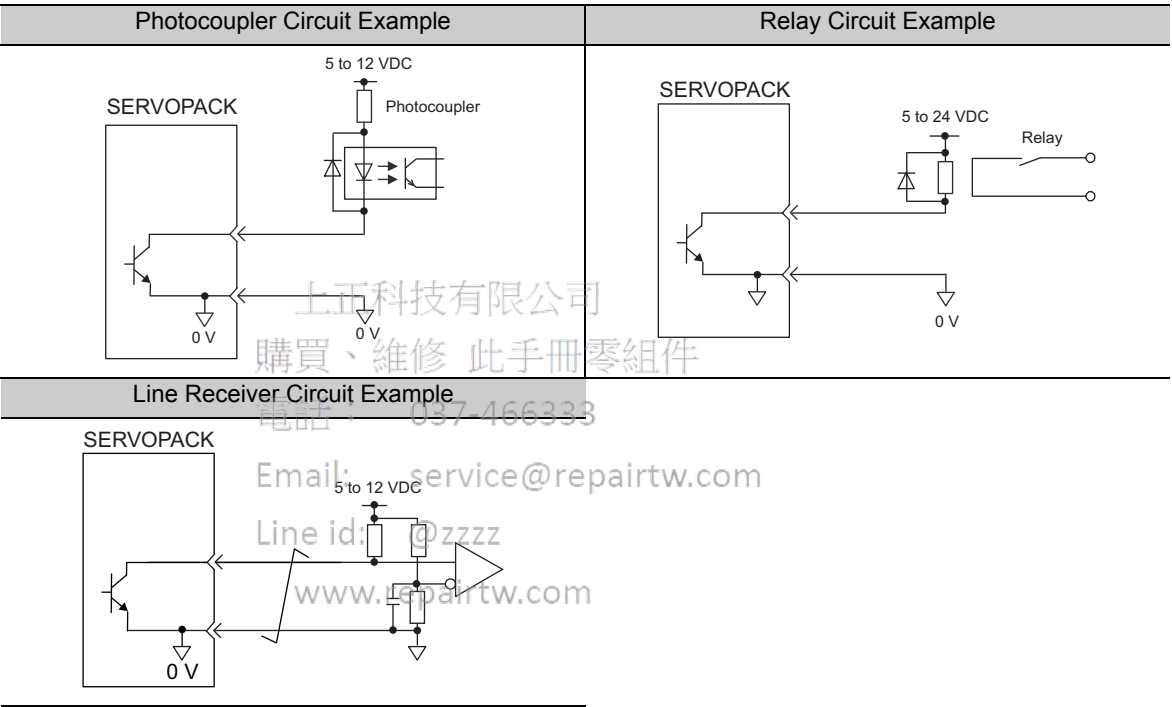 Photocoupler Circuit Example
Relay Circuit Example
5 to 12 VDC
SERVOPACK
Photocoupler
0 V
0 V
SERVOPACK
5 to 24 VDC
Relay
0 V
上正科技有限公司
購買、維修 此手冊零組件
Line Receiver Circuit Example
電話： 037-466333
SERVOPACK
Email: service@repairtw.com
5 to 12 VDC
Line id: @zzzz
www.repairtw.com
0 V